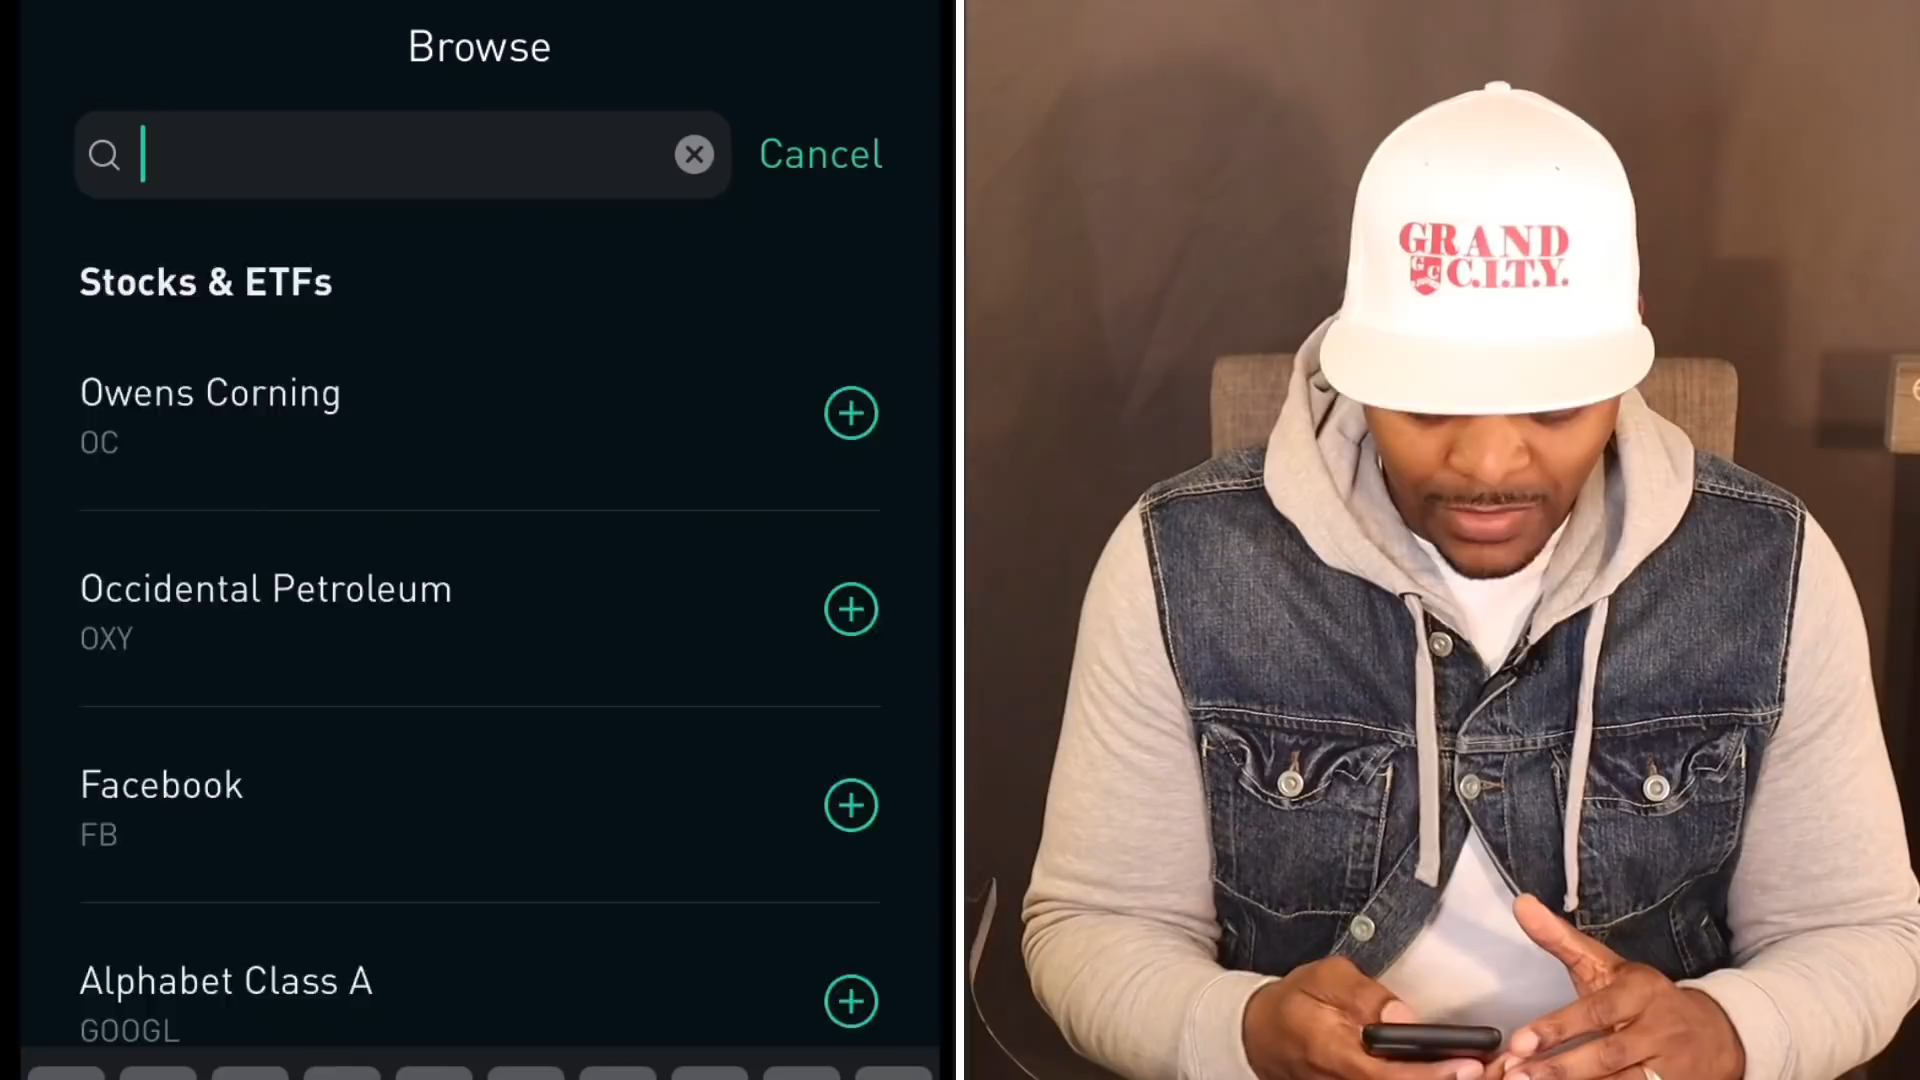 Browse
Cancel
Stocks & ETFs
Owens Corning
OC
Occidental Petroleum
OXY
Facebook
FB
Alphabet Class A
GOOGL
GRAND
G C
C.I.T.Y.